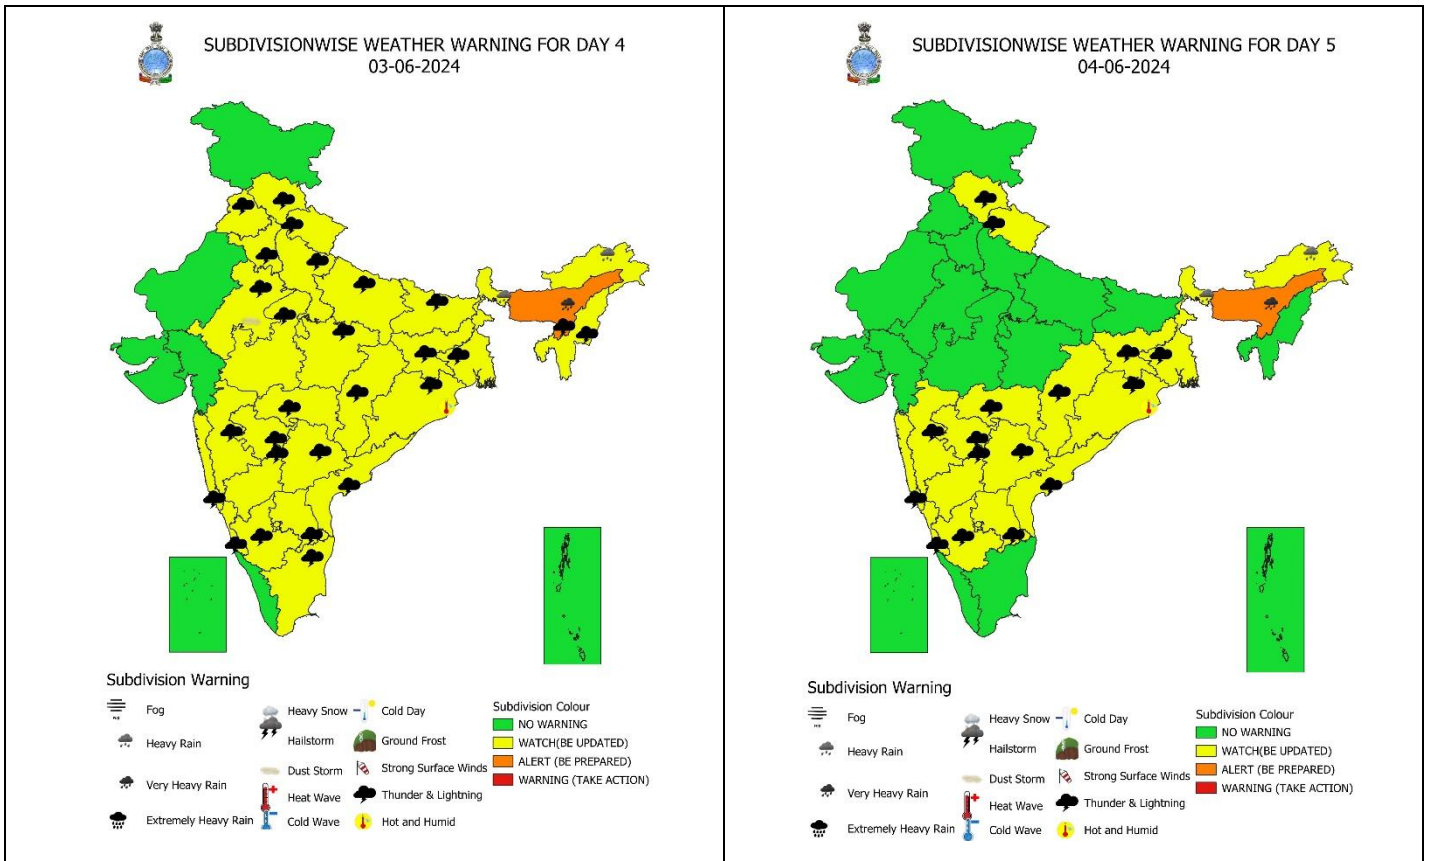 SUBDIVISIONWISE WEATHER WARNING FOR DAY 4
03-06-2024
Subdivision Warning
Fog
Heavy Rain
Very Heavy Rain
Extremely Heavy Rain
Heavy Snow
Hailstorm
Dust Storm
Heat Wave
Cold Wave
Cold Day
Ground Frost
Strong Surface Winds
Thunder & Lightning
Hot and Humid
Subdivision Colour
NO WARNING
WATCH(BE UPDATED)
ALERT (BE PREPARED)
WARNING (TAKE ACTION)
SUBDIVISIONWISE WEATHER WARNING FOR DAY 5
04-06-2024
Subdivision Warning
Fog
Heavy Rain
Very Heavy Rain
Extremely Heavy Rain
Heavy Snow
Hailstorm
Dust Storm
Heat Wave
Cold Wave
Cold Day
Ground Frost
Strong Surface Winds
Thunder & Lightning
Hot and Humid
Subdivision Colour
NO WARNING
WATCH(BE UPDATED)
ALERT (BE PREPARED)
WARNING (TAKE ACTION)